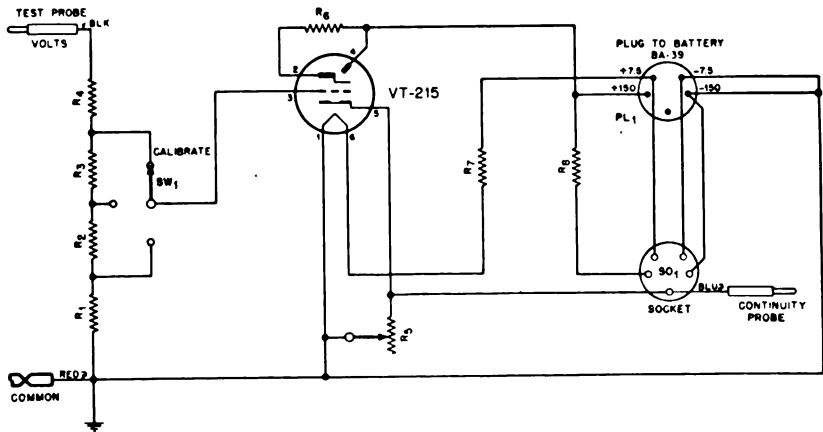 TEST PROBE
BLK
VOLTS
R6
4
2
3
5
1
6
VT-215
PLUG TO BATTERY
BA-39
+7.5
-7.5
+150
-150
PL1
R4
CALIBRATE
R3
SW1
R2
R1
R7
R8
SO1
SOCKET
BLU
CONTINUITY
PROBE
R5
RED
COMMON